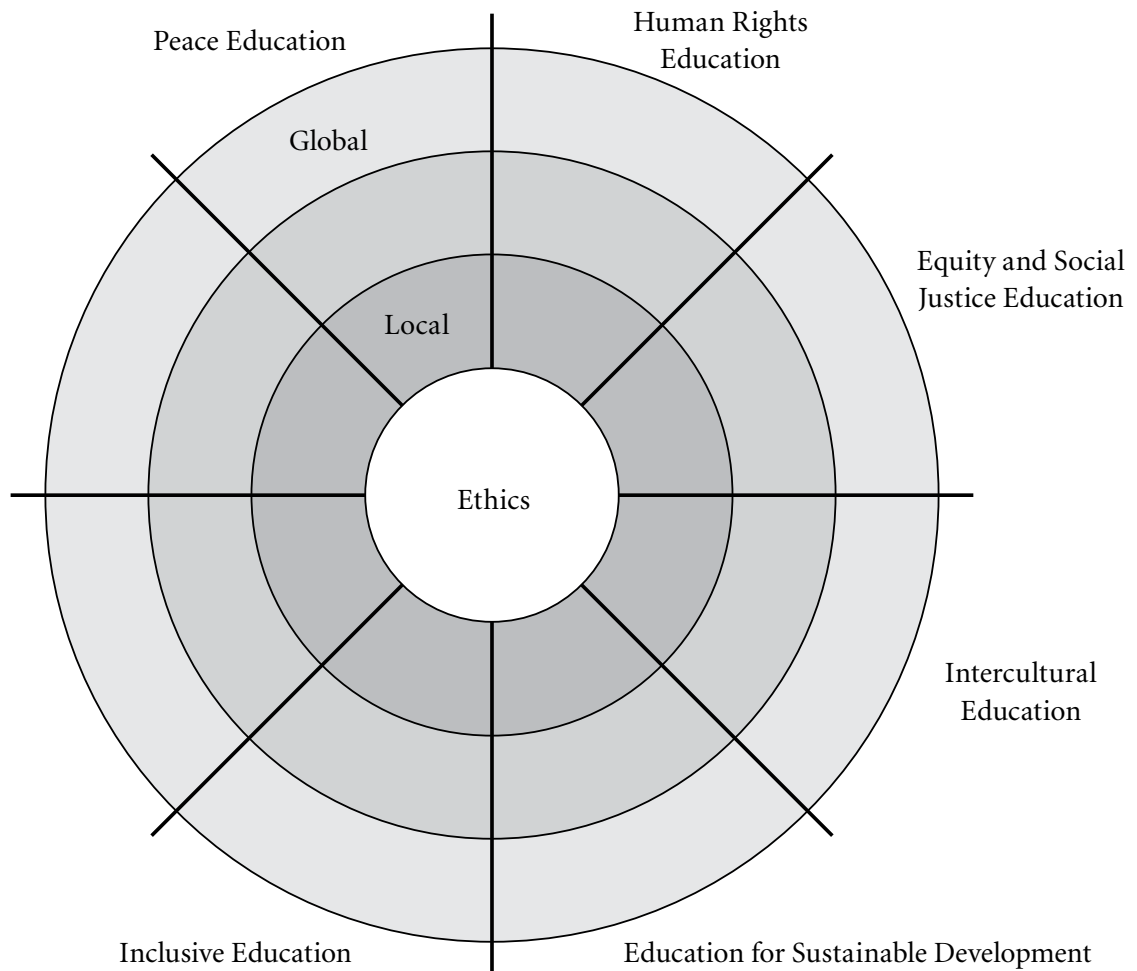 Peace Education
Human Rights
Education
Global
Equity and Social
Justice Education
Local
Ethics
Intercultural
Education
Inclusive Education
Education for Sustainable Development